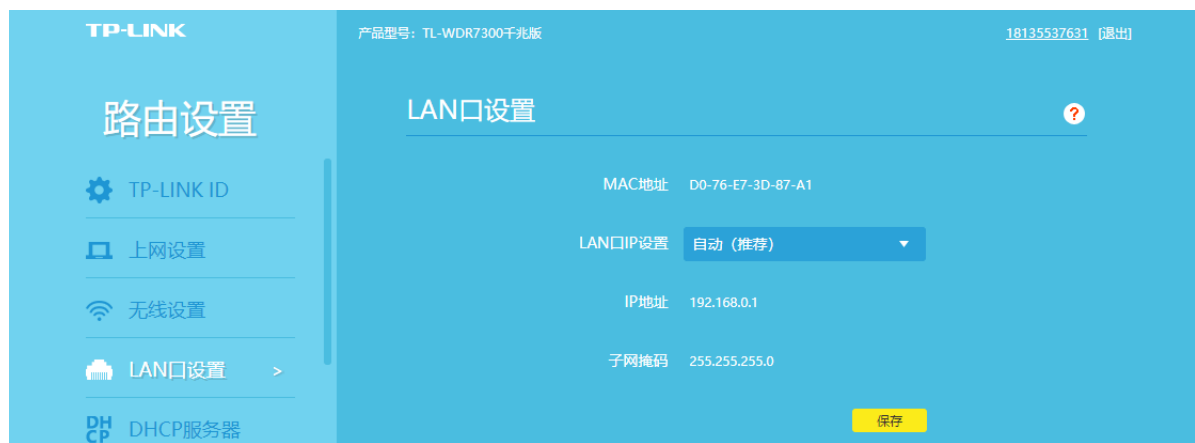 TP-LINK
产品型号：TL-WDR7300千兆版
18135537631 [退出]
路由设置
TP-LINK ID
上网设置
无线设置
LAN口设置 >
DHCP服务器
LAN口设置
?
MAC地址 D0-76-E7-3D-87-A1
LAN口IP设置 自动（推荐）
IP地址 192.168.0.1
子网掩码 255.255.255.0
保存